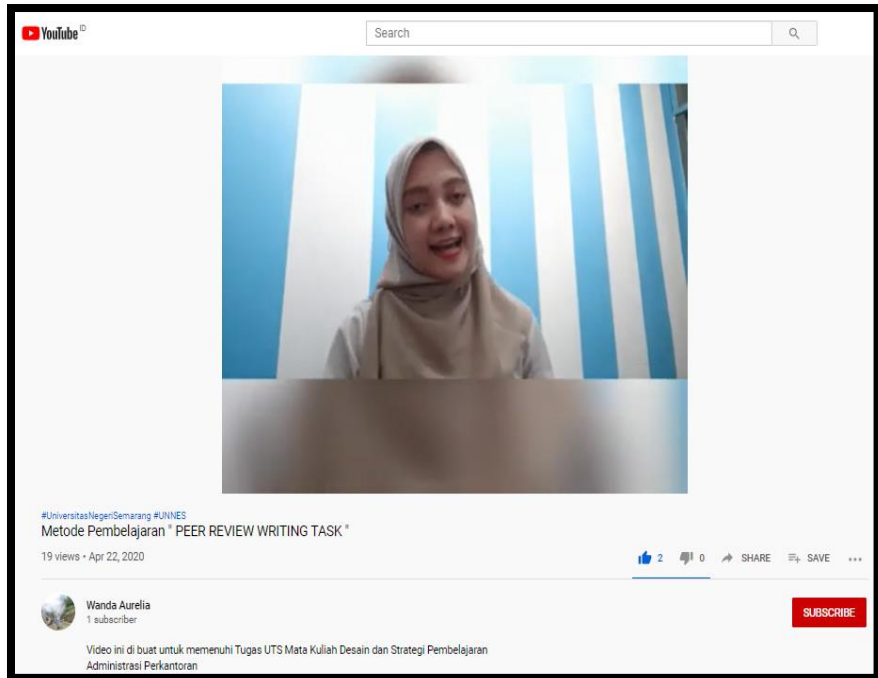 YouTube ID
Search
#UniversitasNegeriSemarang #UNNES
Metode Pembelajaran " PEER REVIEW WRITING TASK "
19 views • Apr 22, 2020
2 0 SHARE SAVE
Wanda Aurelia
1 subscriber
SUBSCRIBE
Video ini di buat untuk memenuhi Tugas UTS Mata Kuliah Desain dan Strategi Pembelajaran
Administrasi Perkantoran